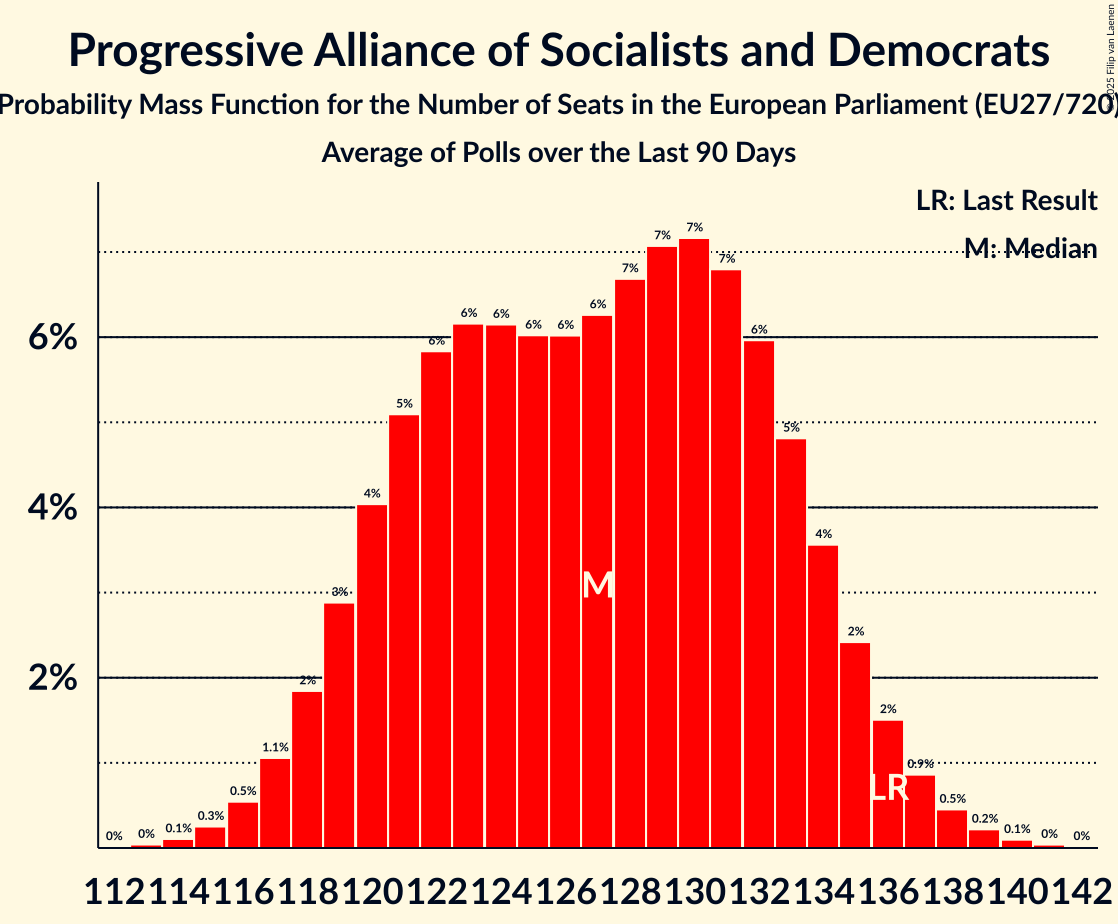 Progressive Alliance of Socialists and Democrats
Probability Mass Function for the Number of Seats in the European Parliament (EU27/720)
Average of Polls over the Last 90 Days
© 2025 Filip van Laenen
LR: Last Result
M: Median
6%
4%
2%
0% 0% 0.1% 0.3% 0.5% 1.1% 2% 3% 4% 5% 6% 6% 6% 6% 6% 6% 7% 7% 7% 7% 6% 5% 4% 2% 2% 0.9% 0.5% 0.2% 0.1% 0% 0%
M
LR
112 114 116 118 120 122 124 126 128 130 132 134 136 138 140 142